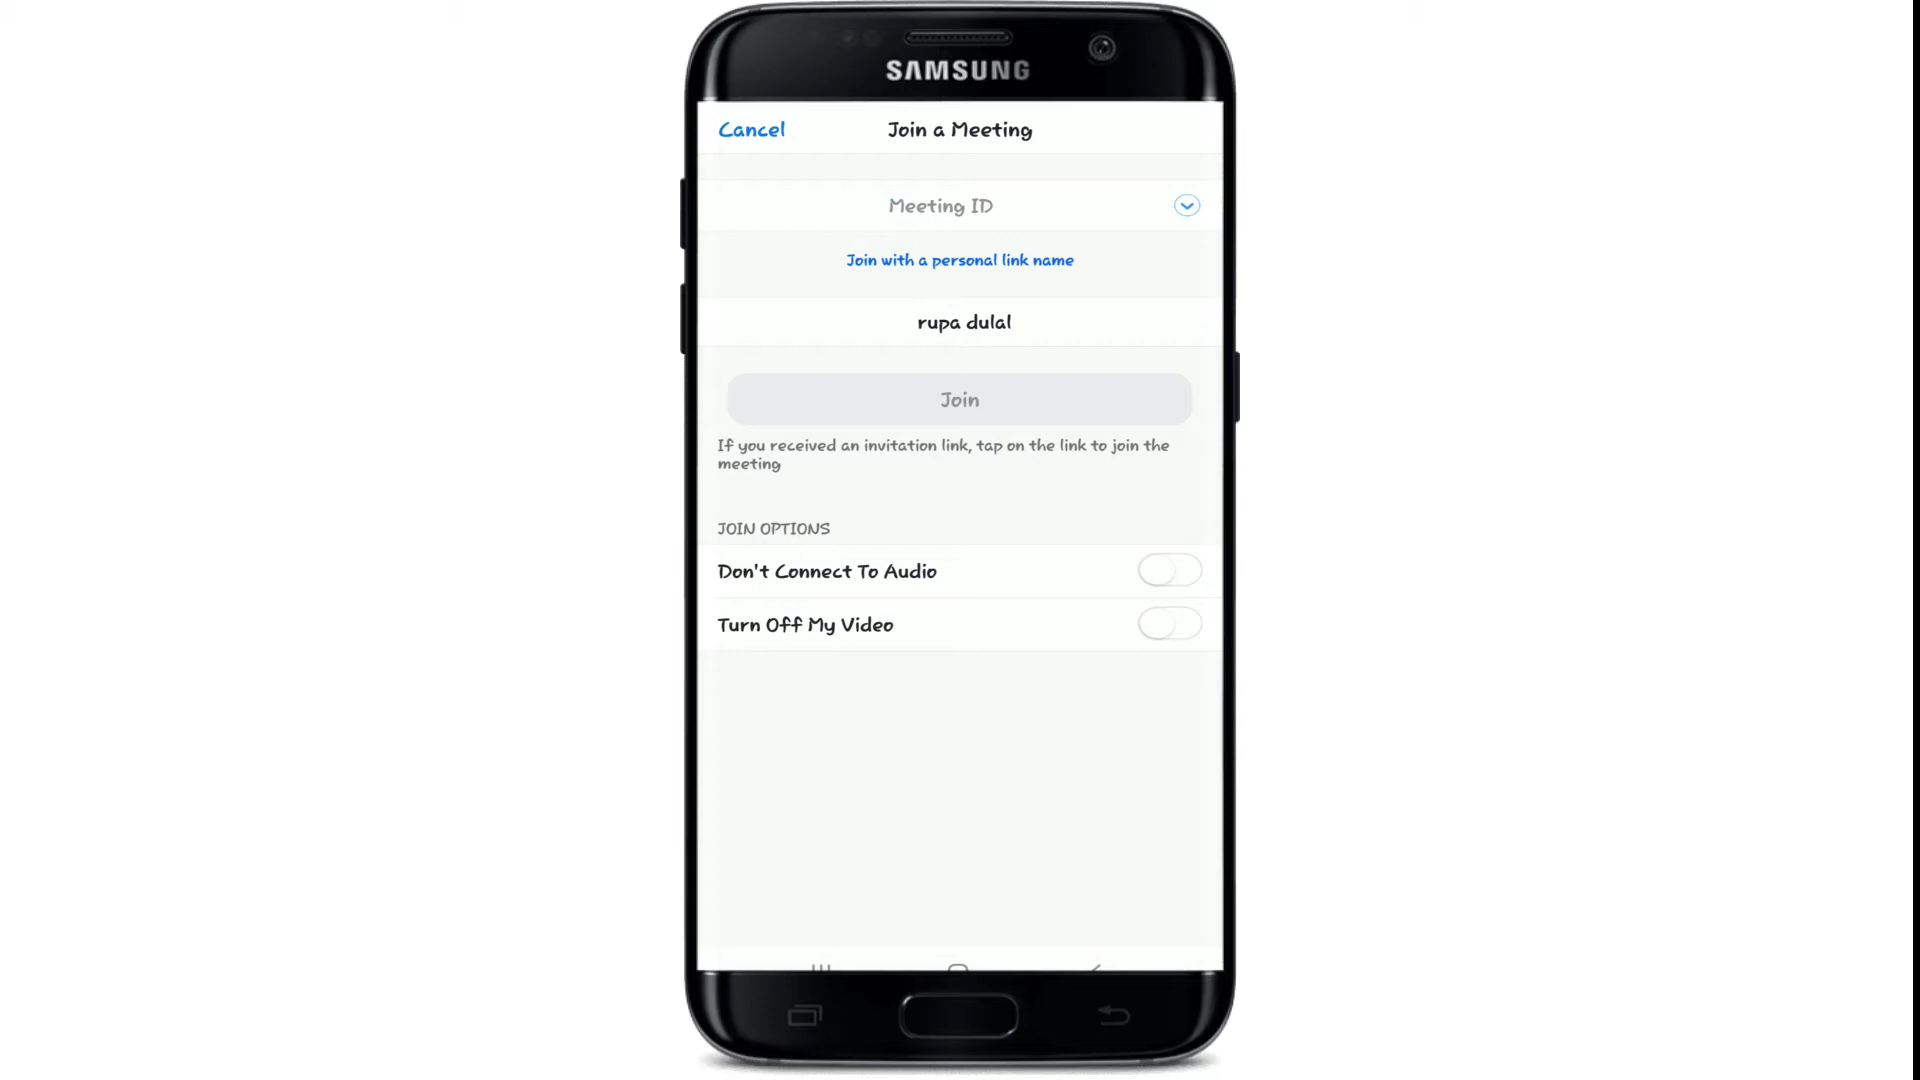 SAMSUNG
Cancel
Join a Meeting
Meeting ID
Join with a personal link name
rupa dulal
Join
If you received an invitation link, tap on the link to join the
meeting
JOIN OPTIONS
Don't Connect To Audio
Turn Off My Video